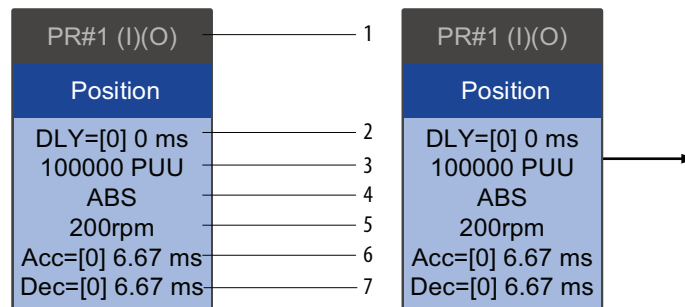 PR#1 (I)(O)
Position
DLY=[0] 0 ms
100000 PUU
ABS
200rpm
Acc=[0] 6.67 ms
Dec=[0] 6.67 ms
1
2
3
4
5
6
7
PR#1 (I)(O)
Position
DLY=[0] 0 ms
100000 PUU
ABS
200rpm
Acc=[0] 6.67 ms
Dec=[0] 6.67 ms